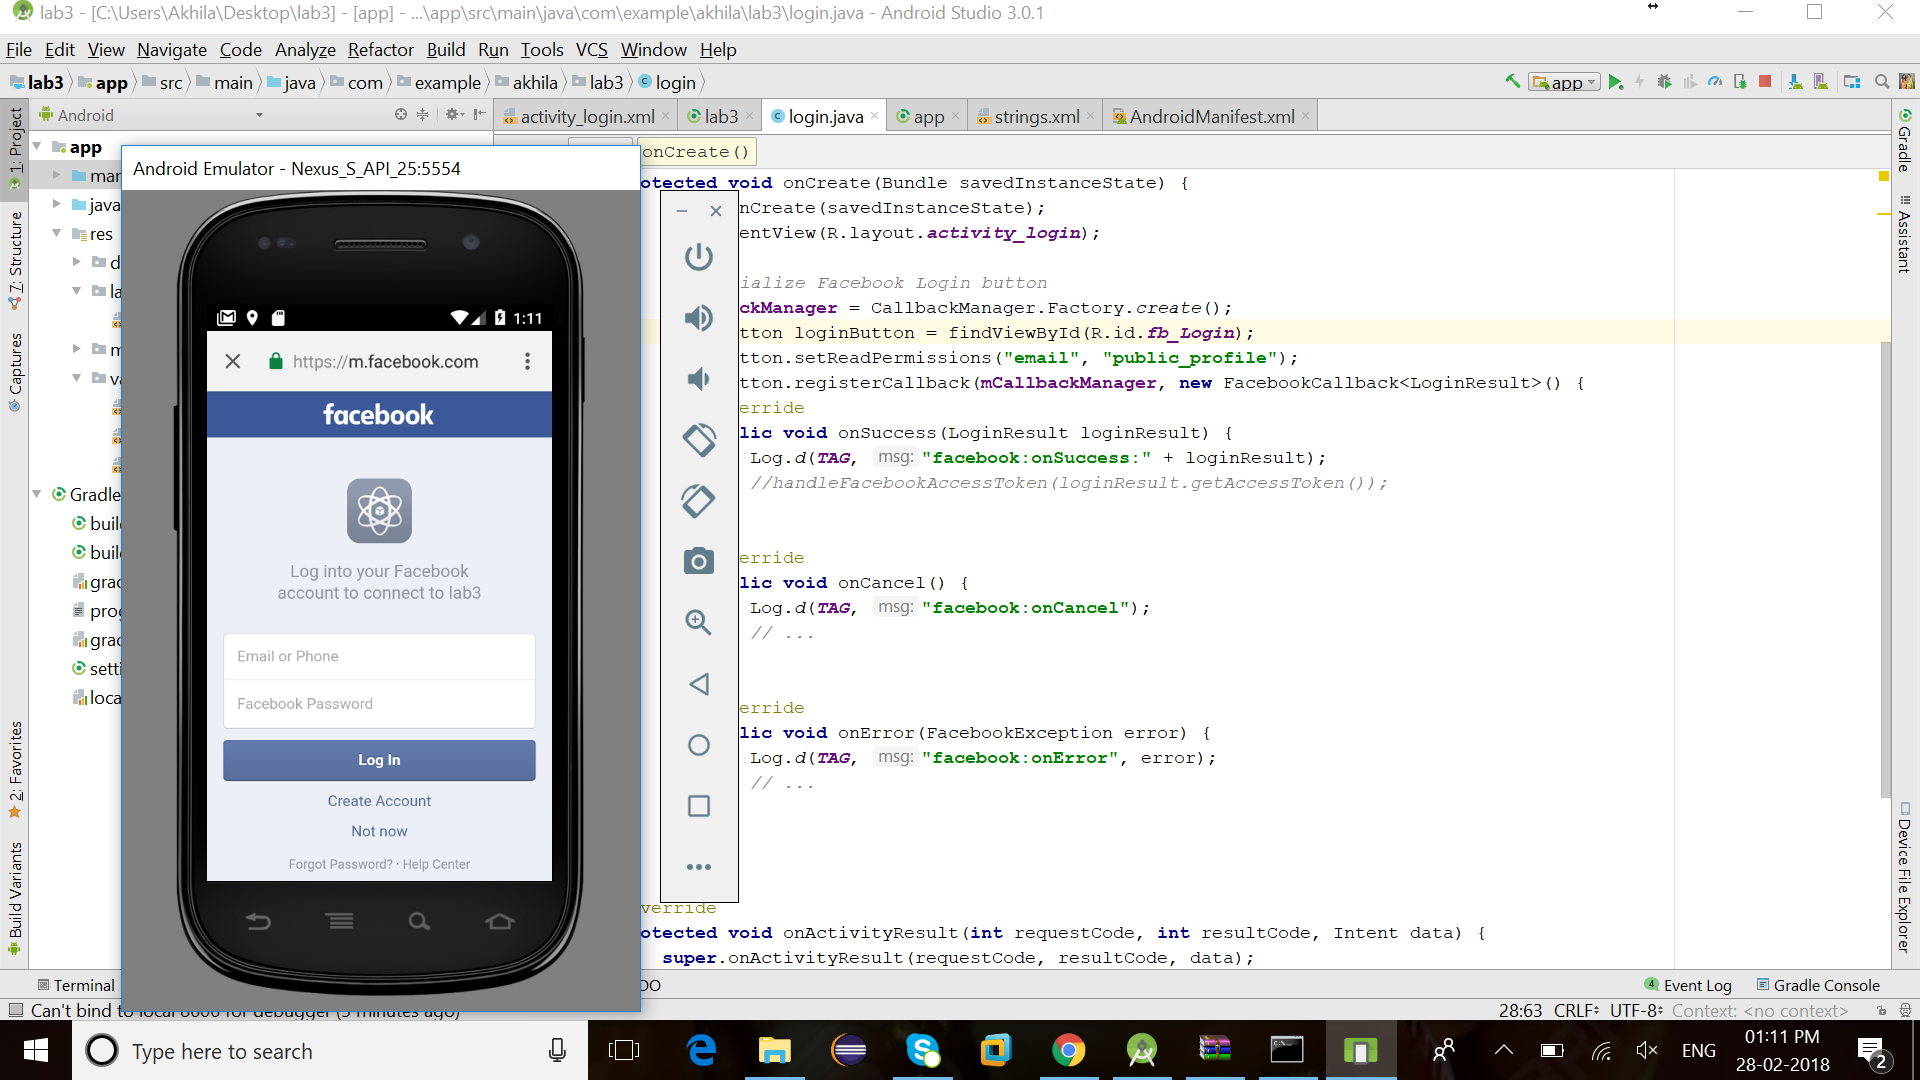 lab3 - [C:\Users\Akhila\Desktop\lab3] - [app] - ...\app\src\main\java\com\example\akhila\lab3\login.java - Android Studio 3.0.1
File Edit View Navigate Code Analyze Refactor Build Run Tools VCS Window Help
lab3 app src main java com example akhila lab3 login
app
Android
activity_login.xml lab3 login.java app strings.xml AndroidManifest.xml
1: Project
7: Structure
Captures
2: Favorites
Build Variants
app
mar
java
res
d
la
m
va
Gradle
buil
buil
grad
prog
grad
setti
loca
Android Emulator - Nexus_S_API_25:5554
1:11
https://m.facebook.com
facebook
Log into your Facebook
account to connect to lab3
Email or Phone
Facebook Password
Log In
Create Account
Not now
Forgot Password? · Help Center
onCreate()
otected void onCreate(Bundle savedInstanceState) {
nCreate(savedInstanceState);
entView(R.layout.activity_login);
ialize Facebook Login button
ckManager = CallbackManager.Factory.create();
tton loginButton = findViewById(R.id.fb_Login);
tton.setReadPermissions("email", "public_profile");
tton.registerCallback(mCallbackManager, new FacebookCallback<LoginResult>() {
erride
lic void onSuccess(LoginResult loginResult) {
Log.d(TAG, msg: "facebook:onSuccess:" + loginResult);
//handleFacebookAccessToken(loginResult.getAccessToken());
erride
lic void onCancel() {
Log.d(TAG, msg: "facebook:onCancel");
// ...
erride
lic void onError(FacebookException error) {
Log.d(TAG, msg: "facebook:onError", error);
// ...
verride
otected void onActivityResult(int requestCode, int resultCode, Intent data) {
super.onActivityResult(requestCode, resultCode, data);
Gradle
Assistant
Device File Explorer
Terminal
DO
4 Event Log Gradle Console
Can't bind to local 8600 for debugger (5 minutes ago)
28:63 CRLF UTF-8 Context: <no context>
Type here to search
ENG
01:11 PM
28-02-2018
2